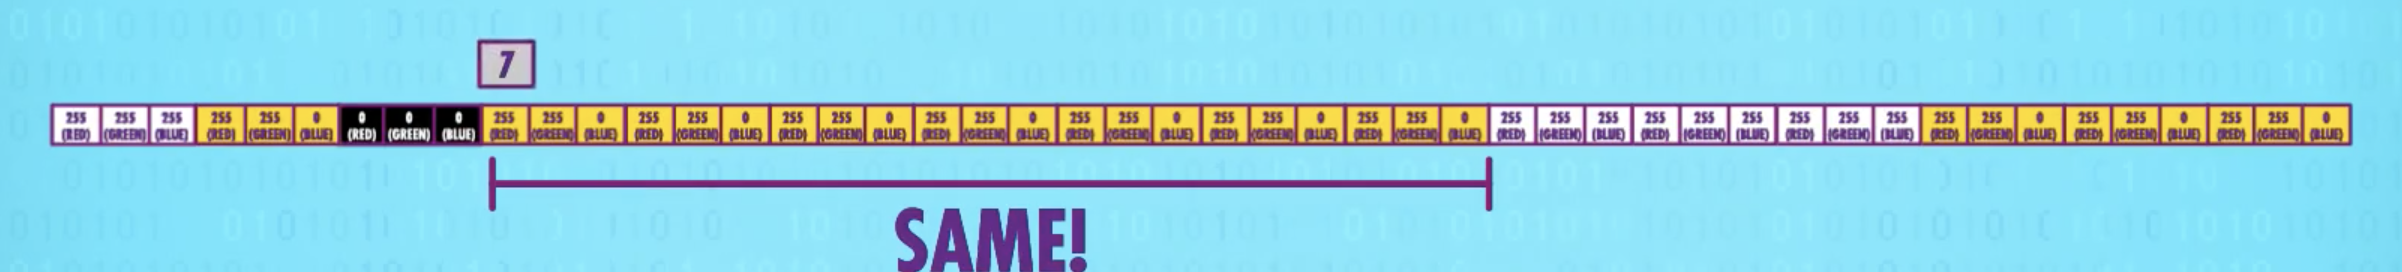 7
255 255 255 255 255 0 0 0 0 255 255 0 255 255 0 255 255 0 255 255 0 255 255 0 255 255 0 255 255 0 255 255 255 255 255 255 255 255 255 255 255 0 255 255 0 255 255 0
(RED) (GREEN) (BLUE) (RED) (GREEN) (BLUE) (RED) (GREEN) (BLUE) (RED) (GREEN) (BLUE) (RED) (GREEN) (BLUE) (RED) (GREEN) (BLUE) (RED) (GREEN) (BLUE) (RED) (GREEN) (BLUE) (RED) (GREEN) (BLUE) (RED) (GREEN) (BLUE) (RED) (GREEN) (BLUE) (RED) (GREEN) (BLUE) (RED) (GREEN) (BLUE) (RED) (GREEN) (BLUE) (RED) (GREEN) (BLUE) (RED) (GREEN) (BLUE)
SAME!